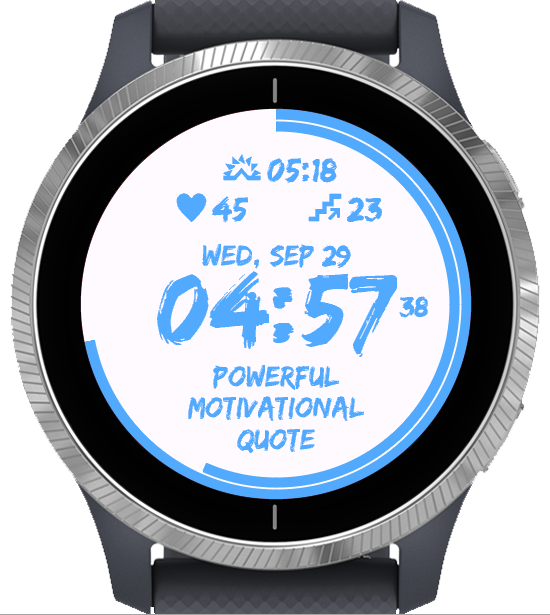 05:18
45 23
WED, SEP 29
04:57 38
POWERFUL
MOTIVATIONAL
QUOTE